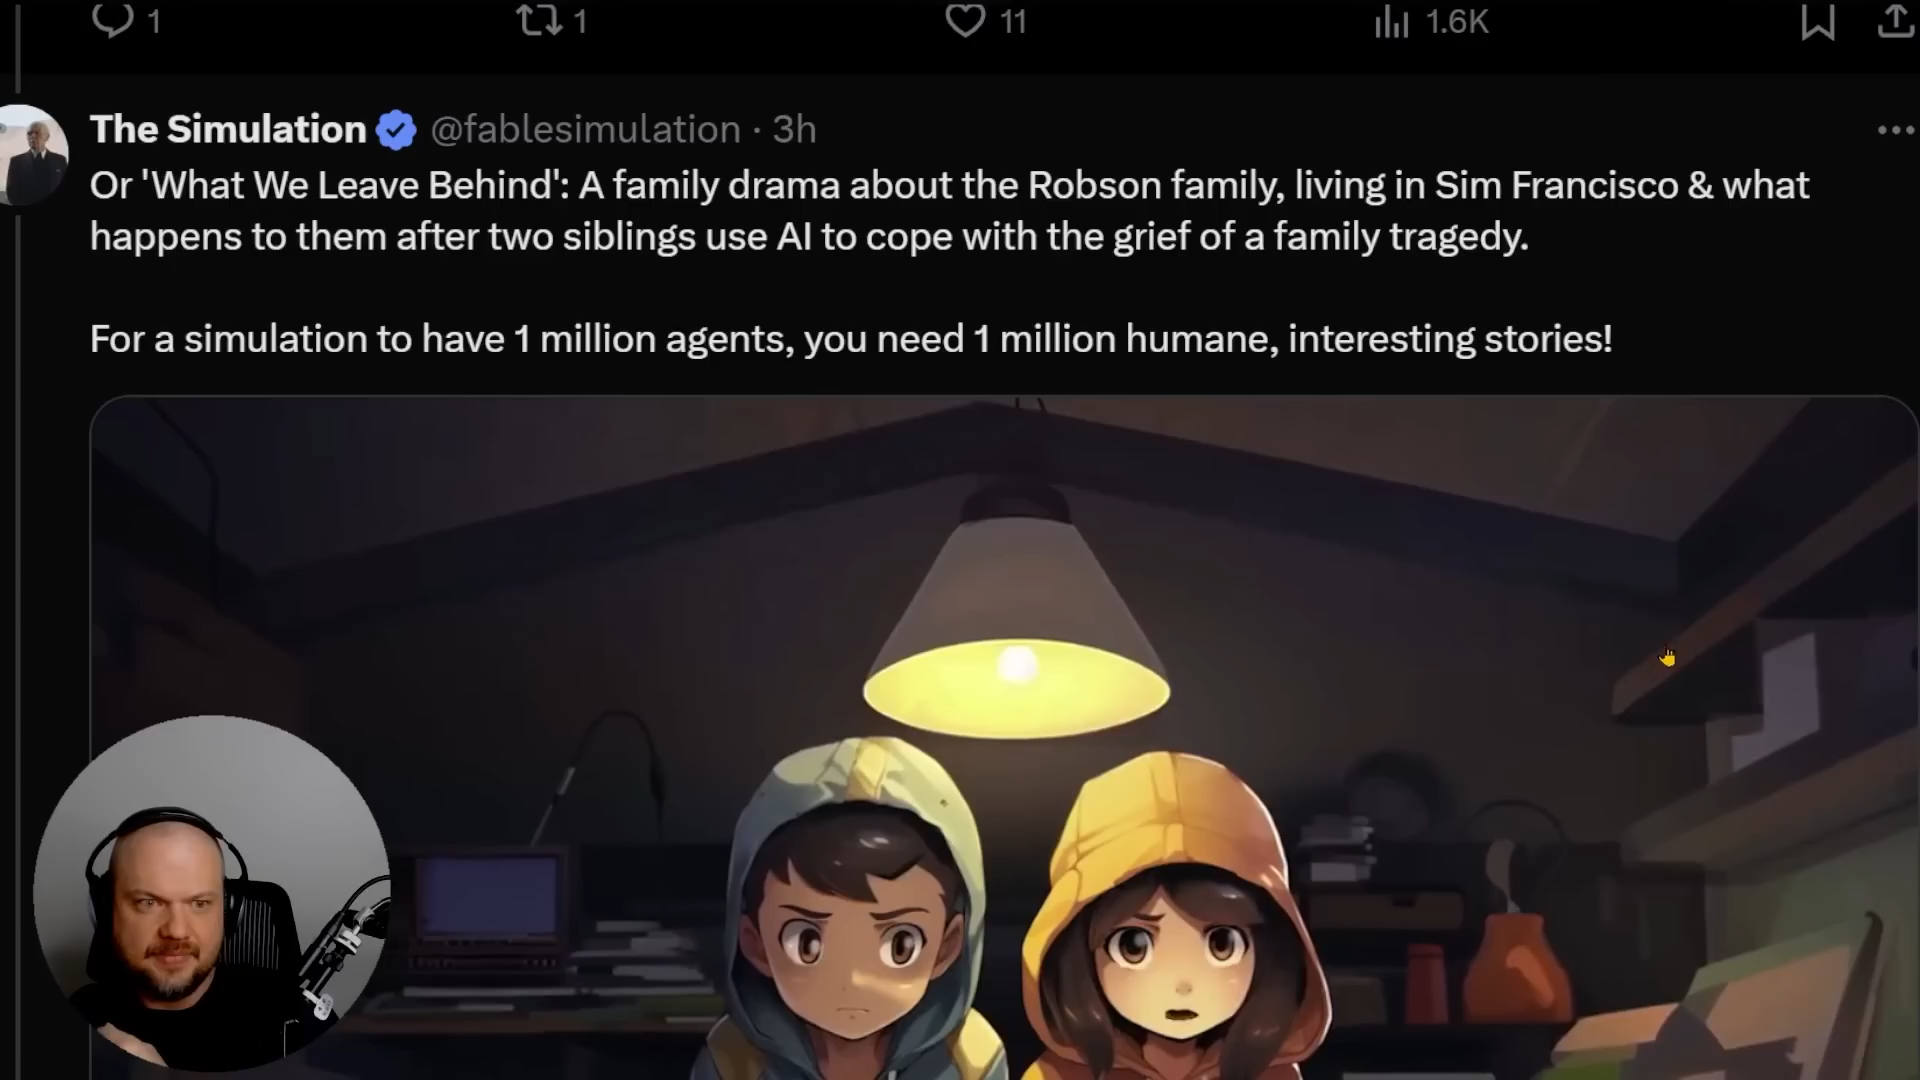 1 1 11 1.6K
The Simulation @fablesimulation · 3h
Or 'What We Leave Behind': A family drama about the Robson family, living in Sim Francisco & what
happens to them after two siblings use AI to cope with the grief of a family tragedy.
For a simulation to have 1 million agents, you need 1 million humane, interesting stories!